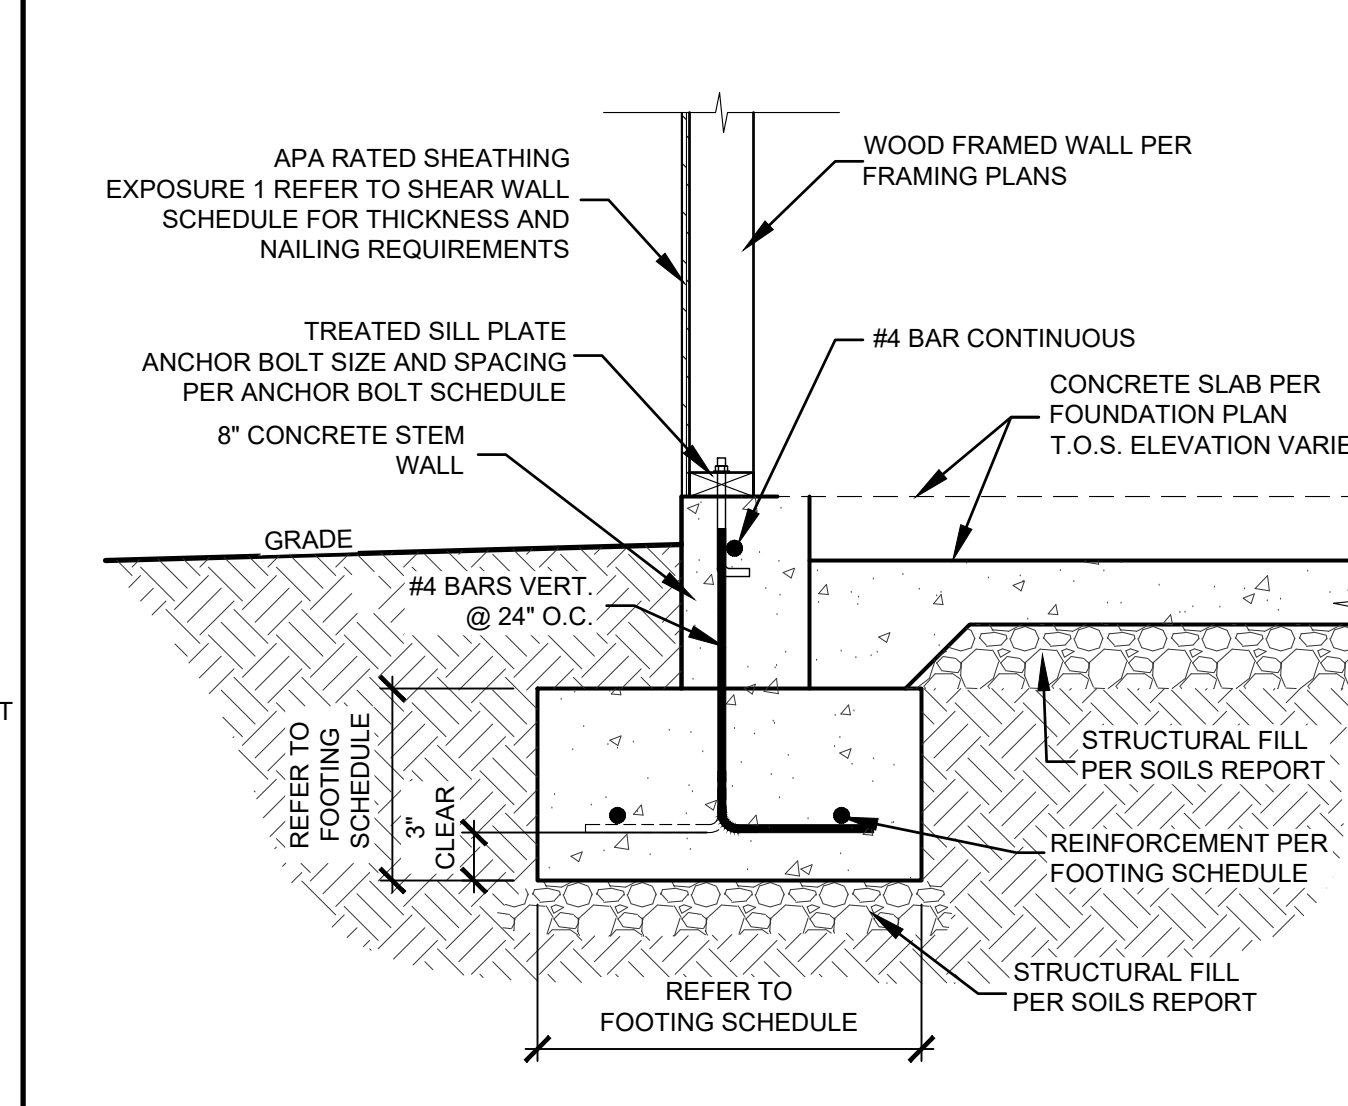 APA RATED SHEATHING
EXPOSURE 1 REFER TO SHEAR WALL
SCHEDULE FOR THICKNESS AND
NAILING REQUIREMENTS
WOOD FRAMED WALL PER
FRAMING PLANS
TREATED SILL PLATE
ANCHOR BOLT SIZE AND SPACING
PER ANCHOR BOLT SCHEDULE
#4 BAR CONTINUOUS
CONCRETE SLAB PER
FOUNDATION PLAN
T.O.S. ELEVATION VARIE
8" CONCRETE STEM
WALL
GRADE
#4 BARS VERT.
@ 24" O.C.
T
REFER TO
FOOTING
SCHEDULE
3"
CLEAR
STRUCTURAL FILL
PER SOILS REPORT
REINFORCEMENT PER
FOOTING SCHEDULE
STRUCTURAL FILL
PER SOILS REPORT
REFER TO
FOOTING SCHEDULE